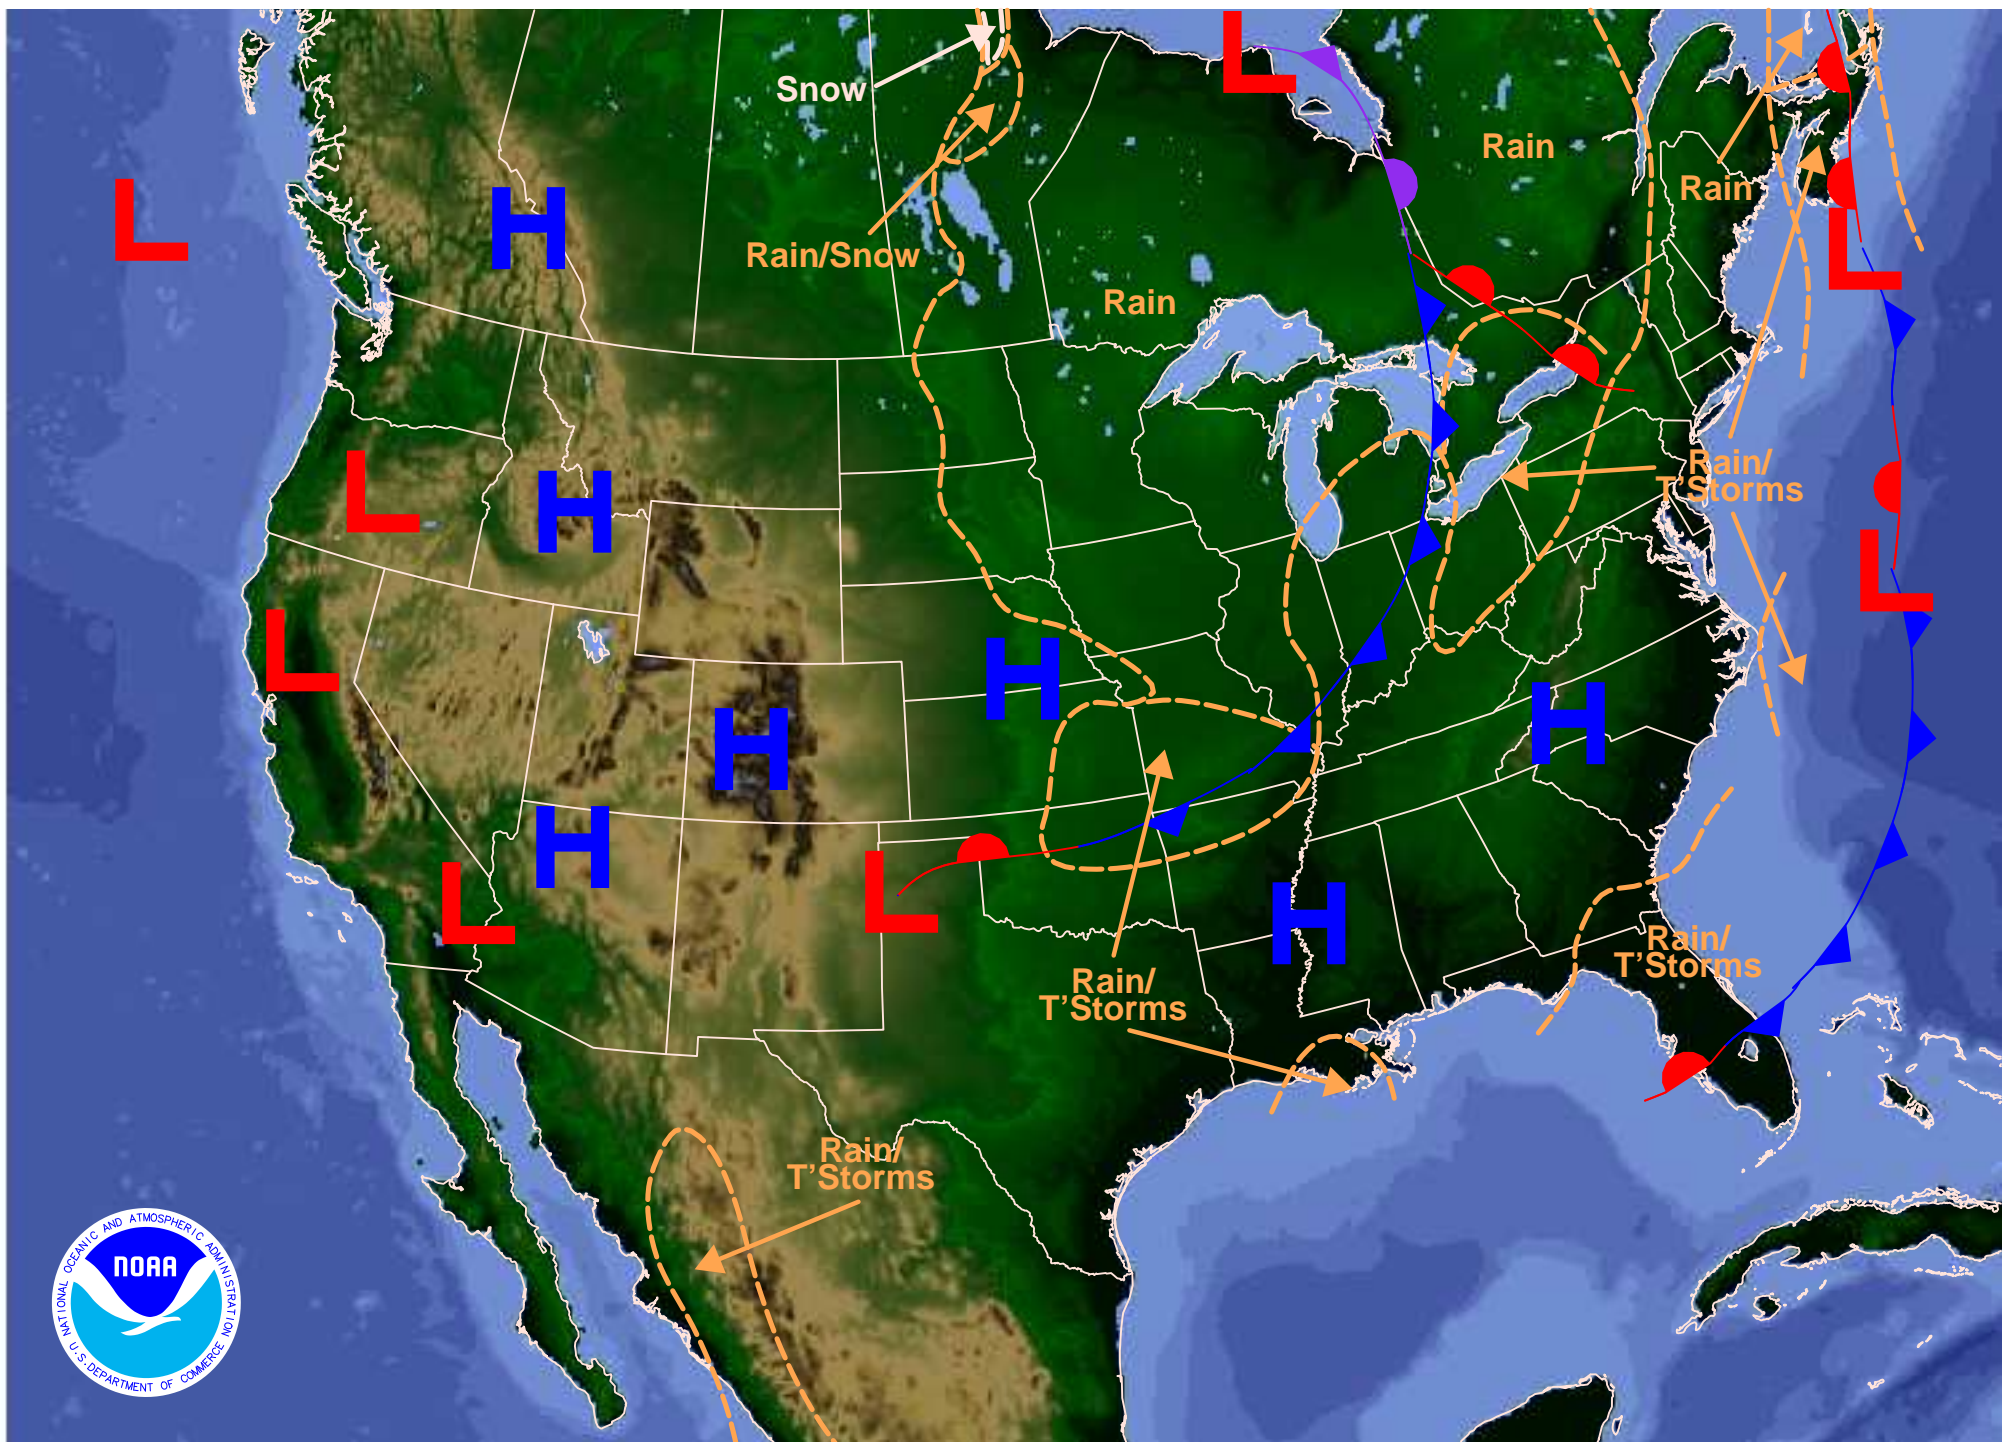 L
Snow
Rain
Rain
H
L
Rain/Snow
L
Rain
Rain/
T'Storms
L
H
L
L
H
H
H
H
H
L
L
H
Rain/
T'Storms
Rain/
T'Storms
Rain/
T'Storms
NATIONAL OCEANIC AND ATMOSPHERIC ADMINISTRATION
NOAA
U.S. DEPARTMENT OF COMMERCE